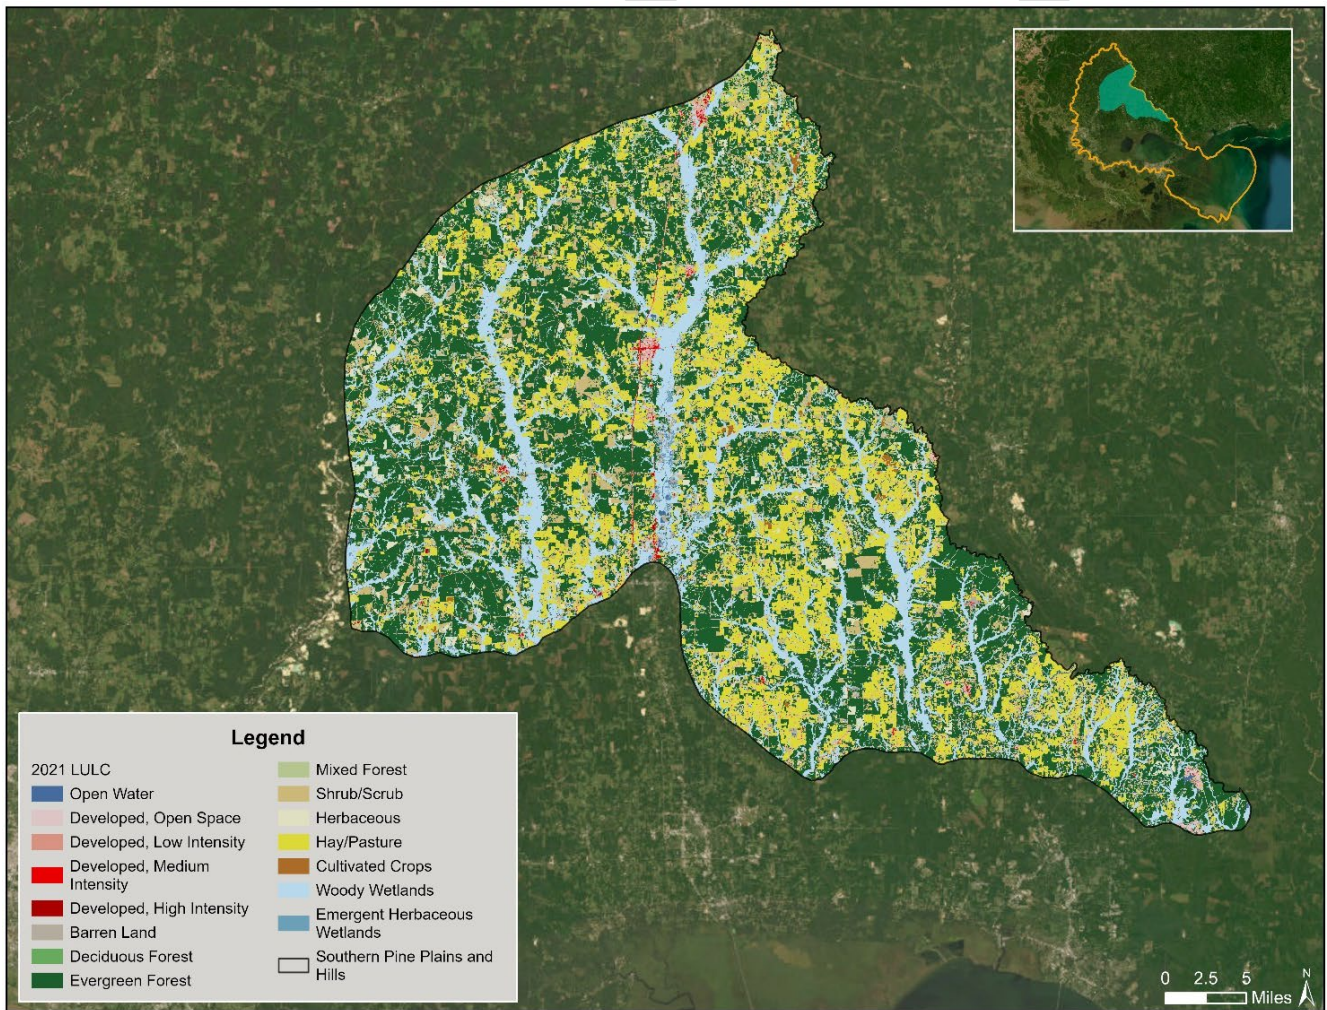 Legend
2021 LULC
Open Water
Developed, Open Space
Developed, Low Intensity
Developed, Medium
Intensity
Developed, High Intensity
Barren Land
Deciduous Forest
Evergreen Forest
Mixed Forest
Shrub/Scrub
Herbaceous
Hay/Pasture
Cultivated Crops
Woody Wetlands
Emergent Herbaceous
Wetlands
Southern Pine Plains and
Hills
0 2.5 5
Miles
N